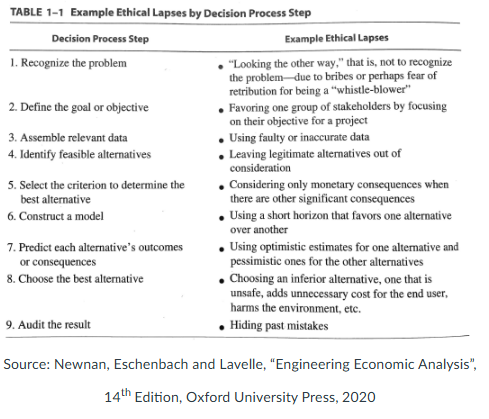 TABLE 1–1 Example Ethical Lapses by Decision Process Step
Decision Process Step
Example Ethical Lapses
1. Recognize the problem
• "Looking the other way," that is, not to recognize
the problem—due to bribes or perhaps fear of
retribution for being a "whistle-blower"
2. Define the goal or objective
• Favoring one group of stakeholders by focusing
on their objective for a project
3. Assemble relevant data
• Using faulty or inaccurate data
4. Identify feasible alternatives
• Leaving legitimate alternatives out of
consideration
5. Select the criterion to determine the
best alternative
• Considering only monetary consequences when
there are other significant consequences
6. Construct a model
• Using a short horizon that favors one alternative
over another
7. Predict each alternative's outcomes
or consequences
• Using optimistic estimates for one alternative and
pessimistic ones for the other alternatives
8. Choose the best alternative
• Choosing an inferior alternative, one that is
unsafe, adds unnecessary cost for the end user,
harms the environment, etc.
9. Audit the result
• Hiding past mistakes
Source: Newnan, Eschenbach and Lavelle, "Engineering Economic Analysis",
14th Edition, Oxford University Press, 2020